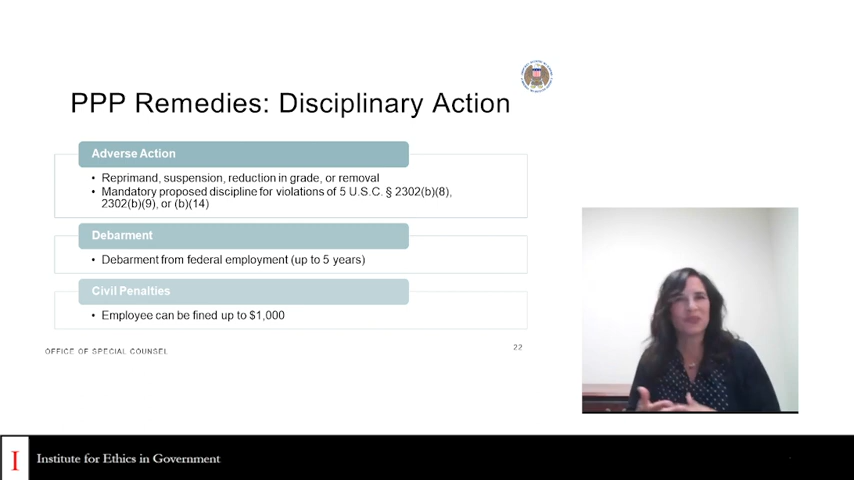 PPP Remedies: Disciplinary Action
Adverse Action
• Reprimand, suspension, reduction in grade, or removal
• Mandatory proposed discipline for violations of 5 U.S.C. § 2302(b)(8),
2302(b)(9), or (b)(14)
Debarment
• Debarment from federal employment (up to 5 years)
Civil Penalties
• Employee can be fined up to $1,000
OFFICE OF SPECIAL COUNSEL
22
I
Institute for Ethics in Government